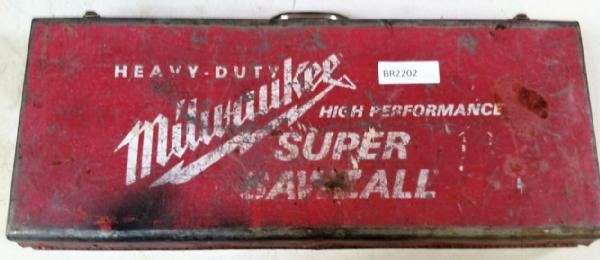 HEAVY-DUTY
Milwaukee
BR2202
HIGH PERFORMANCE
SUPER
SAWZALL